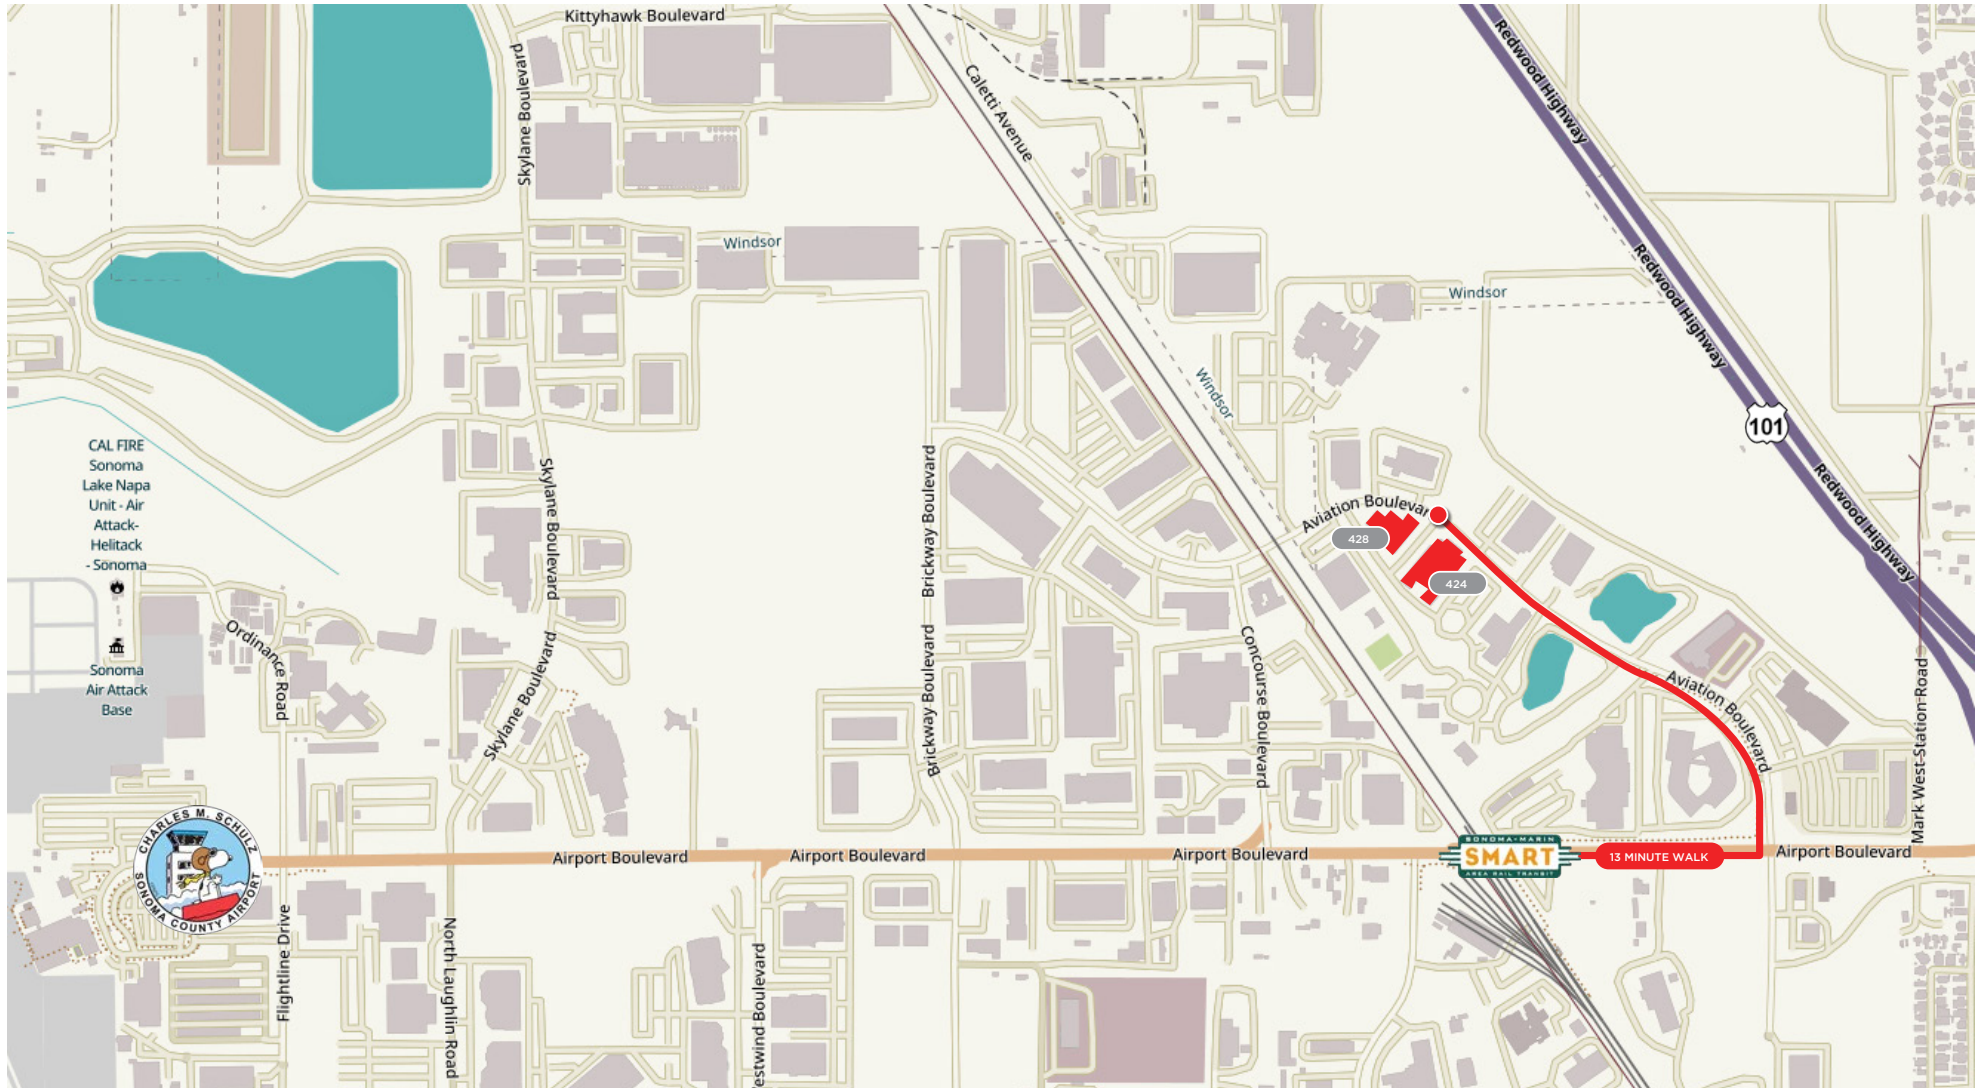 Kittyhawk Boulevard
Redwood Highway
Skylane Boulevard
Caletti Avenue
Windsor
Redwood Highway
Windsor
Windsor
101
CAL FIRE
Sonoma
Lake Napa
Unit - Air
Attack-
Helitack
- Sonoma
Skylane Boulevard
Brickway Boulevard
Aviation Boulevar
Redwood Highway
428
424
Sonoma
Air Attack
Base
Ordinance Road
Skylane Boulevard
Brickway Boulevard
Concourse Boulevard
Aviation Boulevard
Mark West Station Road
CHARLES M. SCHULZ
SONOMA COUNTY AIRPORT
Airport Boulevard
Airport Boulevard
Airport Boulevard
SONOMA-MARIN
SMART
AREA RAIL TRANSIT
13 MINUTE WALK
Airport Boulevard
Flightline Drive
North Laughlin Road
estwind Boulevard